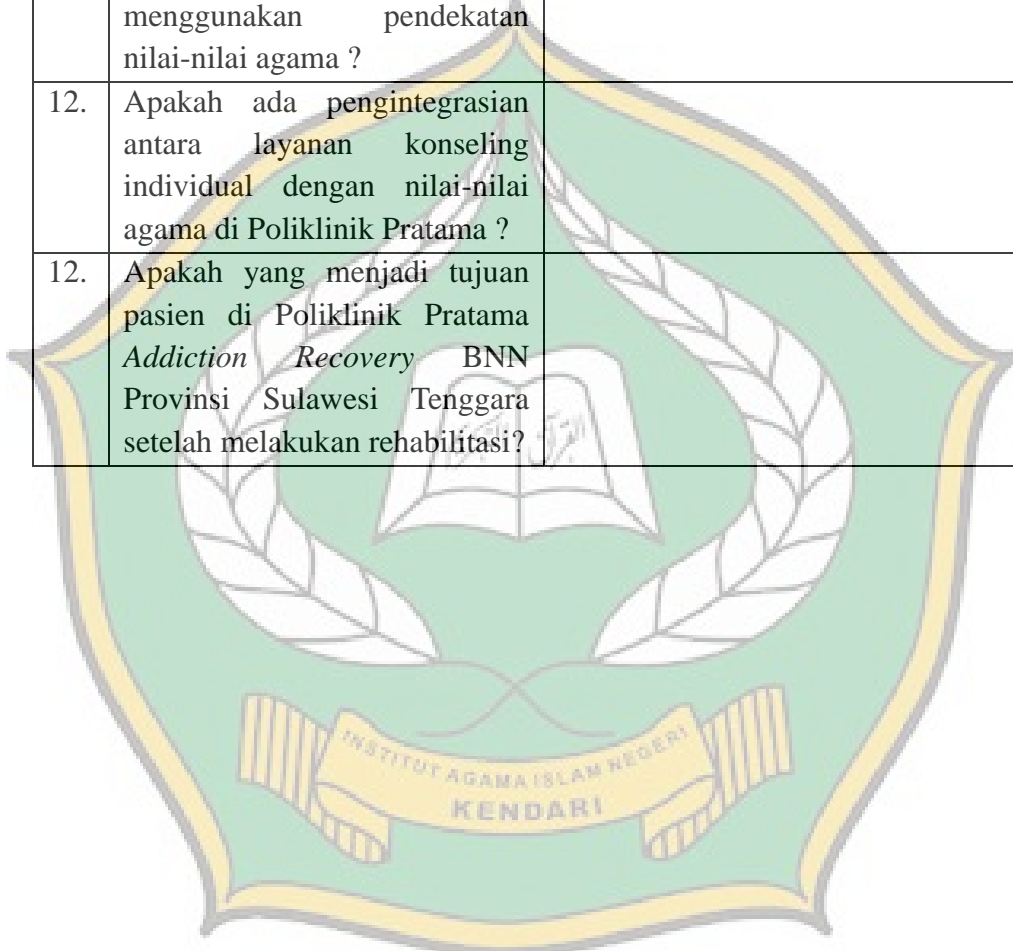 menggunakan pendekatan
nilai-nilai agama ?
12. Apakah ada pengintegrasian
antara layanan konseling
individual dengan nilai-nilai
agama di Poliklinik Pratama ?
12. Apakah yang menjadi tujuan
pasien di Poliklinik Pratama
Addiction Recovery BNN
Provinsi Sulawesi Tenggara
setelah melakukan rehabilitasi?
INSTITUT AGAMA ISLAM NEGERI
KENDARI